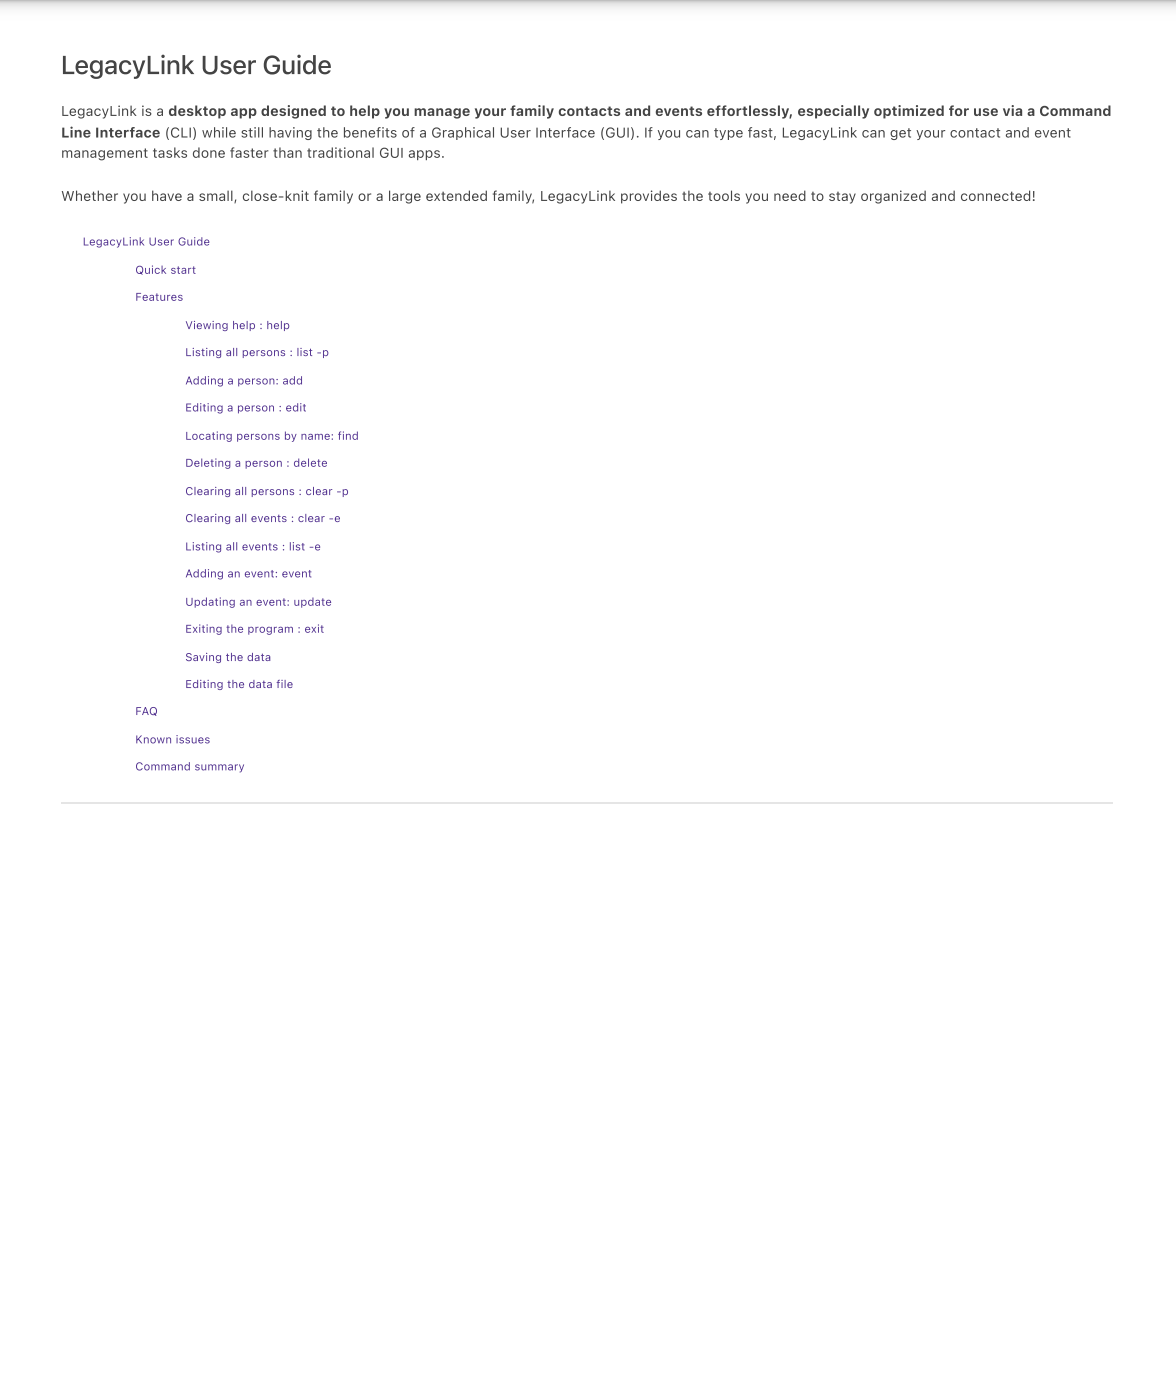 LegacyLink User Guide
LegacyLink is a desktop app designed to help you manage your family contacts and events effortlessly, especially optimized for use via a Command
Line Interface (CLI) while still having the benefits of a Graphical User Interface (GUI). If you can type fast, LegacyLink can get your contact and event
management tasks done faster than traditional GUI apps.
Whether you have a small, close-knit family or a large extended family, LegacyLink provides the tools you need to stay organized and connected!
LegacyLink User Guide
Quick start
Features
Viewing help : help
Listing all persons : list -p
Adding a person: add
Editing a person : edit
Locating persons by name: find
Deleting a person : delete
Clearing all persons : clear -p
Clearing all events : clear -e
Listing all events : list -e
Adding an event: event
Updating an event: update
Exiting the program : exit
Saving the data
Editing the data file
FAQ
Known issues
Command summary